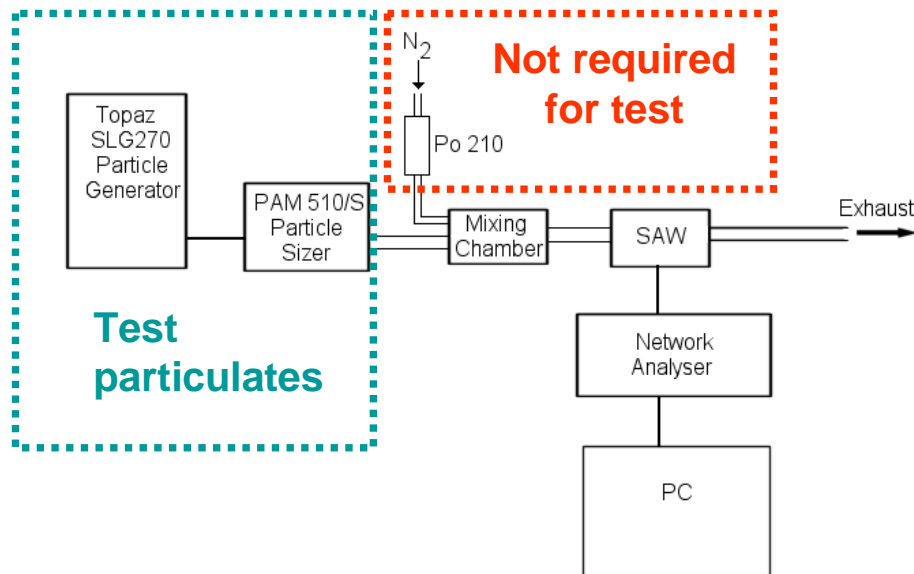 N2
Not required
for test
Po 210
Topaz
SLG270
Particle
Generator
PAM 510/S
Particle
Sizer
Mixing
Chamber
SAW
Exhaust
Test
particulates
Network
Analyser
PC